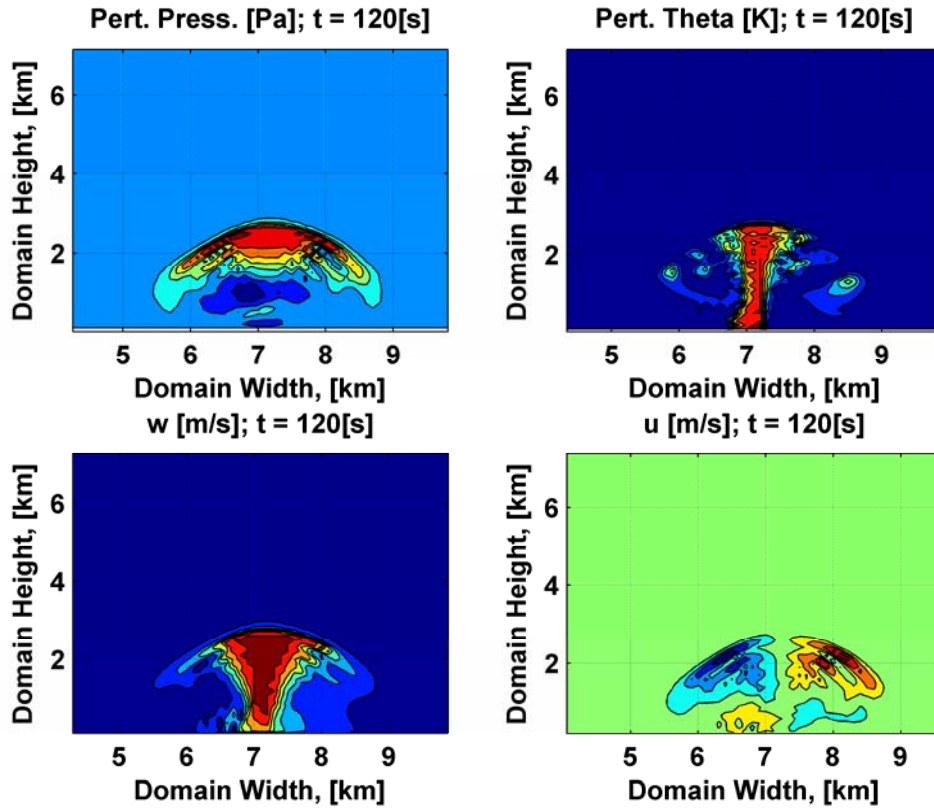 Pert. Press. [Pa]; t = 120[s]
Pert. Theta [K]; t = 120[s]
Domain Height, [km]
6
4
2
5 6 7 8 9
Domain Width, [km]
Domain Height, [km]
6
4
2
5 6 7 8 9
Domain Width, [km]
w [m/s]; t = 120[s]
u [m/s]; t = 120[s]
Domain Height, [km]
6
4
2
5 6 7 8 9
Domain Width, [km]
Domain Height, [km]
6
4
2
5 6 7 8 9
Domain Width, [km]